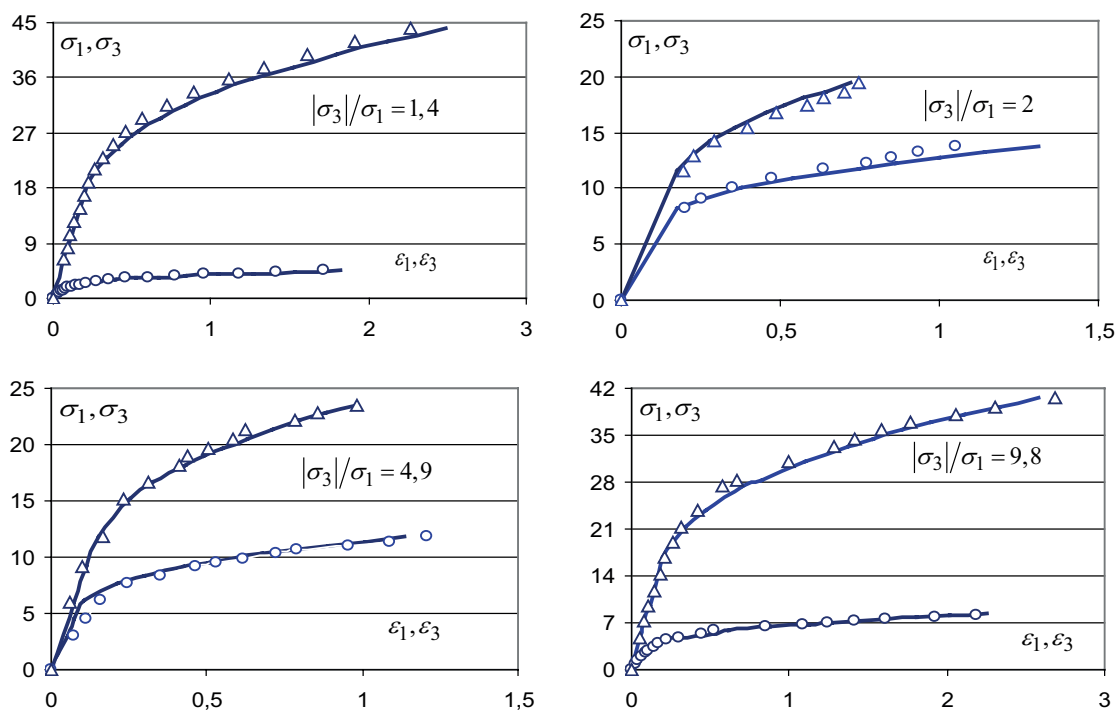 45
36
27
18
9
0
σ₁,σ₃
|σ₃|/σ₁ = 1,4
ε₁,ε₃
0 1 2 3
25
20
15
10
5
0
σ₁,σ₃
|σ₃|/σ₁ = 2
ε₁,ε₃
0 0,5 1 1,5
25
20
15
10
5
0
σ₁,σ₃
|σ₃|/σ₁ = 4,9
ε₁,ε₃
0 0,5 1 1,5
42
35
28
21
14
7
0
σ₁,σ₃
|σ₃|/σ₁ = 9,8
ε₁,ε₃
0 1 2 3